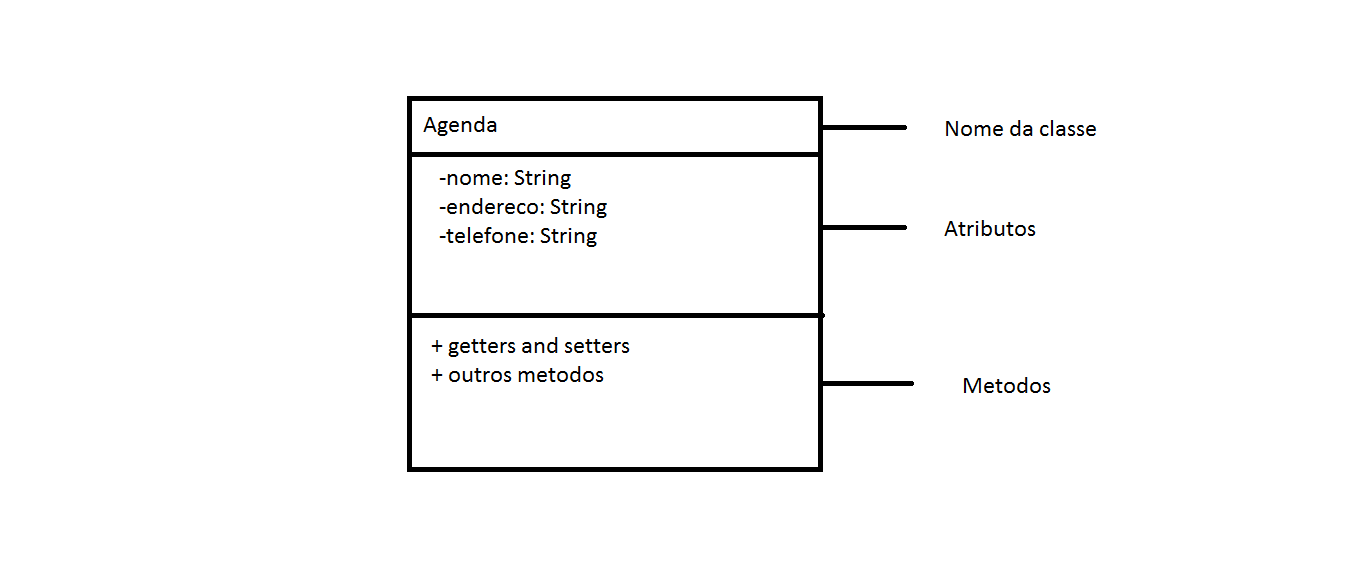 Agenda
Nome da classe
-nome: String
-endereco: String
-telefone: String
Atributos
+ getters and setters
+ outros metodos
Metodos